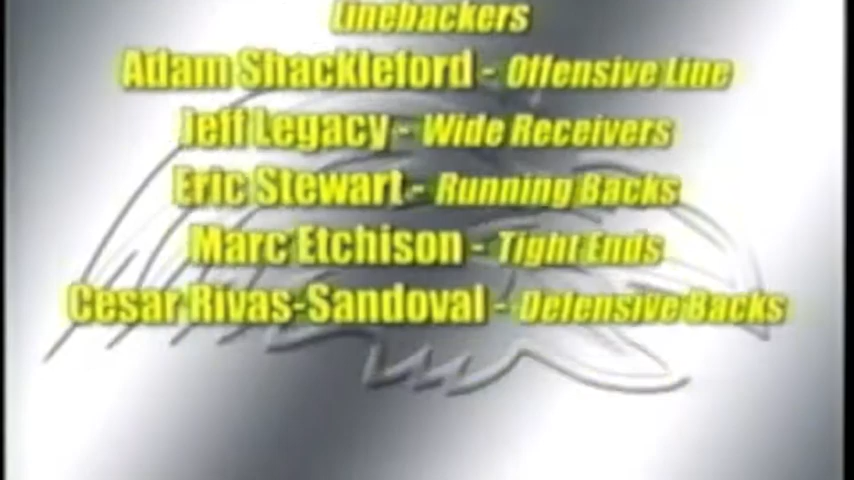 Linebackers
Adam Shackleford - Offensive Line
Jeff Legacy - Wide Receivers
Eric Stewart - Running Backs
Marc Etchison - Tight Ends
Cesar Rivas-Sandoval - Defensive Backs